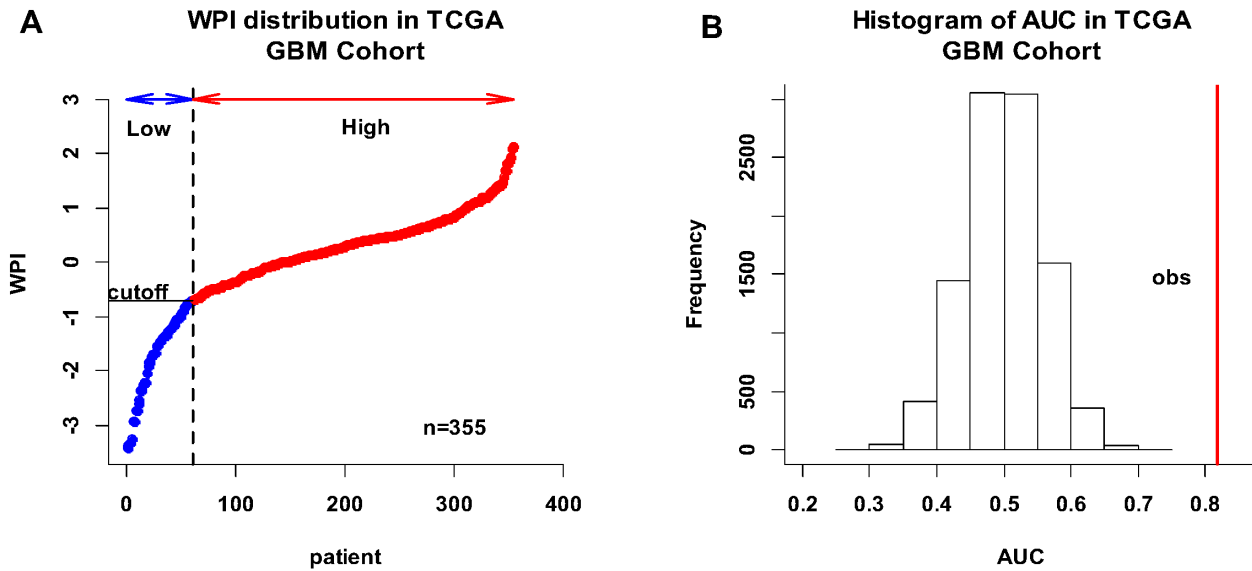 A
WPI distribution in TCGA
GBM Cohort
WPI
3
2
1
0
-1
-2
-3
Low
High
cutoff
n=355
0
100
200
300
400
patient
B
Histogram of AUC in TCGA
GBM Cohort
Frequency
2500
1500
500
0
obs
0.2
0.3
0.4
0.5
0.6
0.7
0.8
AUC